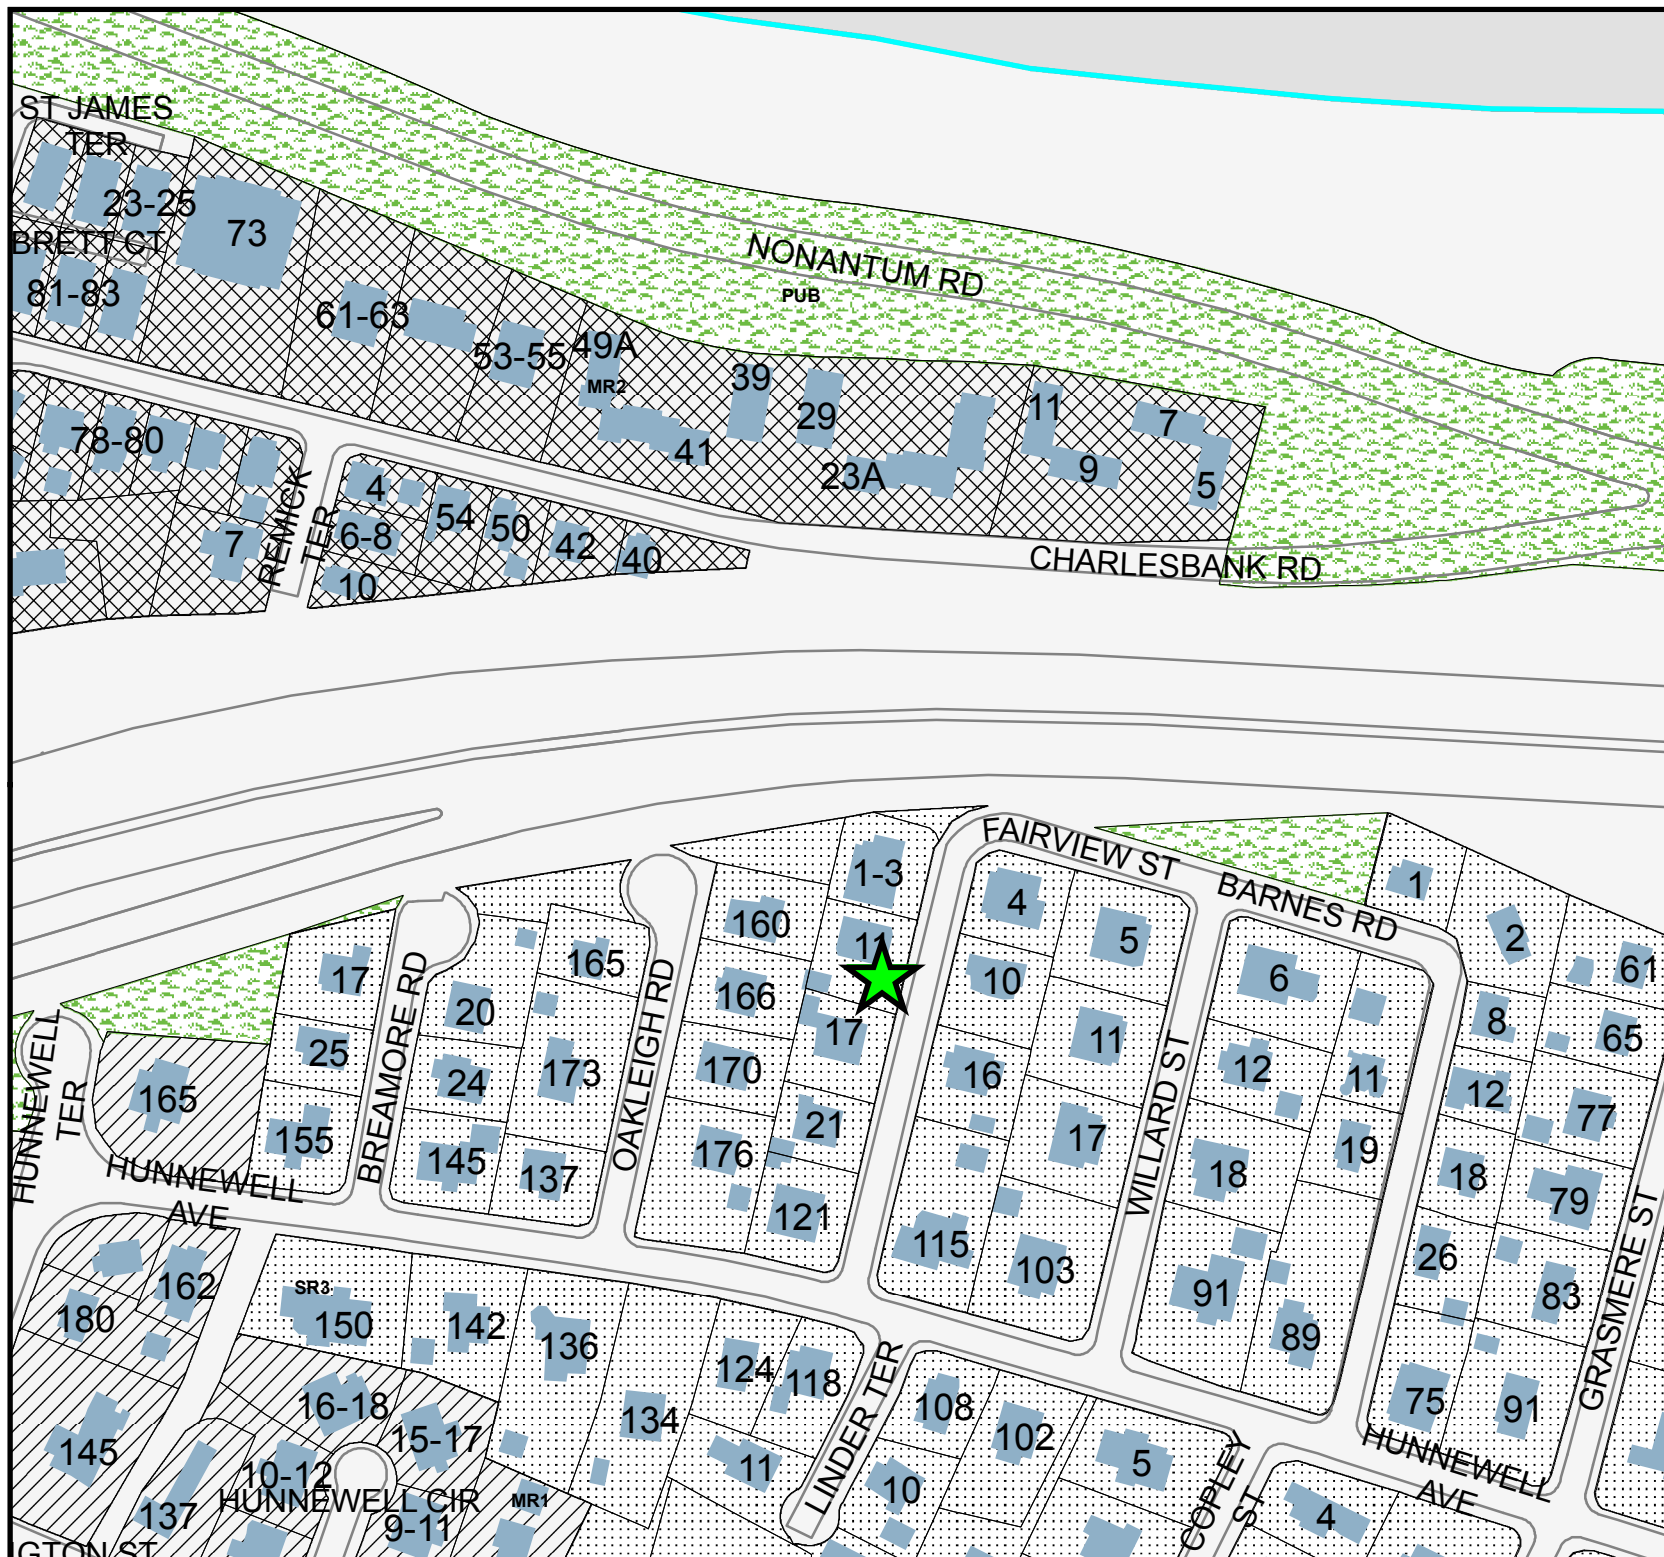 ST JAMES
TER
23-25
73
BRETT CT
81-83
61-63
53-55
49A
MR2
NONANTUM RD
PUB
39
29
41
23A
11
7
9
5
78-80
REMICK
TER
7
4
6-8
10
54
50
42
40
CHARLESBANK RD
FAIRVIEW ST
BARNES RD
1-3
11
17
21
121
160
166
170
176
4
10
16
115
5
11
17
103
6
12
18
91
11
19
89
1
2
8
12
18
26
75
61
65
77
79
83
91
WILLARD ST
GRASMERE ST
OAKLEIGH RD
BREAMORE RD
17
25
155
20
24
145
165
173
137
HUNNEWELL
TER
165
HUNNEWELL
AVE
162
180
145
137
SR3
150
142
136
134
124
118
11
LINDER TER
108
102
10
5
COPLEY
ST
HUNNEWELL
AVE
4
16-18
15-17
10-12
HUNNEWELL CIR
9-11
MR1
IGTON ST